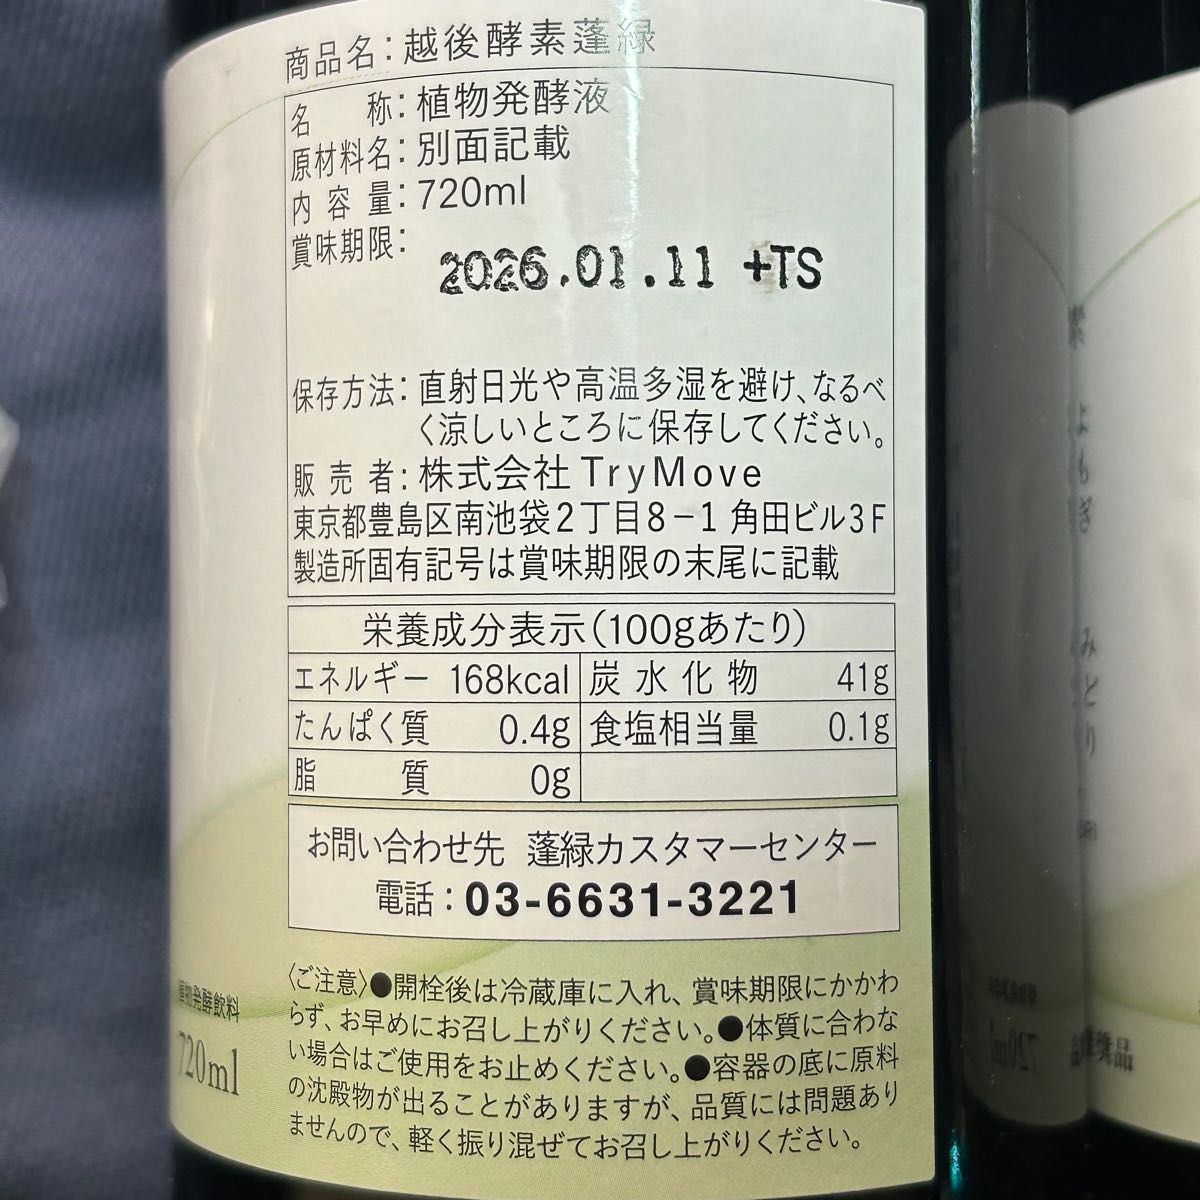 商品名：越後酵素蓬緑
名　称：植物発酵液
原材料名：別面記載
内容量：720ml
賞味期限：
2026.01.11 +TS
保存方法：直射日光や高温多湿を避け、なるべ
く涼しいところに保存してください。
販売者：株式会社TryMove
東京都豊島区南池袋2丁目8-1 角田ビル3F
製造所固有記号は賞味期限の末尾に記載
栄養成分表示(100gあたり)
エネルギー 168kcal 炭水化物 41g
たんぱく質 0.4g 食塩相当量 0.1g
脂質 0g
お問い合わせ先 蓬緑カスタマーセンター
電話：03-6631-3221
〈ご注意〉●開栓後は冷蔵庫に入れ、賞味期限にかかわ
らず、お早めにお召し上がりください。●体質に合わな
い場合はご使用をお止めください。●容器の底に原料
の沈殿物が出ることがありますが、品質には問題あり
ませんので、軽く振り混ぜてお召し上がりください。
植物発酵飲料
720ml
素 よもぎ みどり
720ml